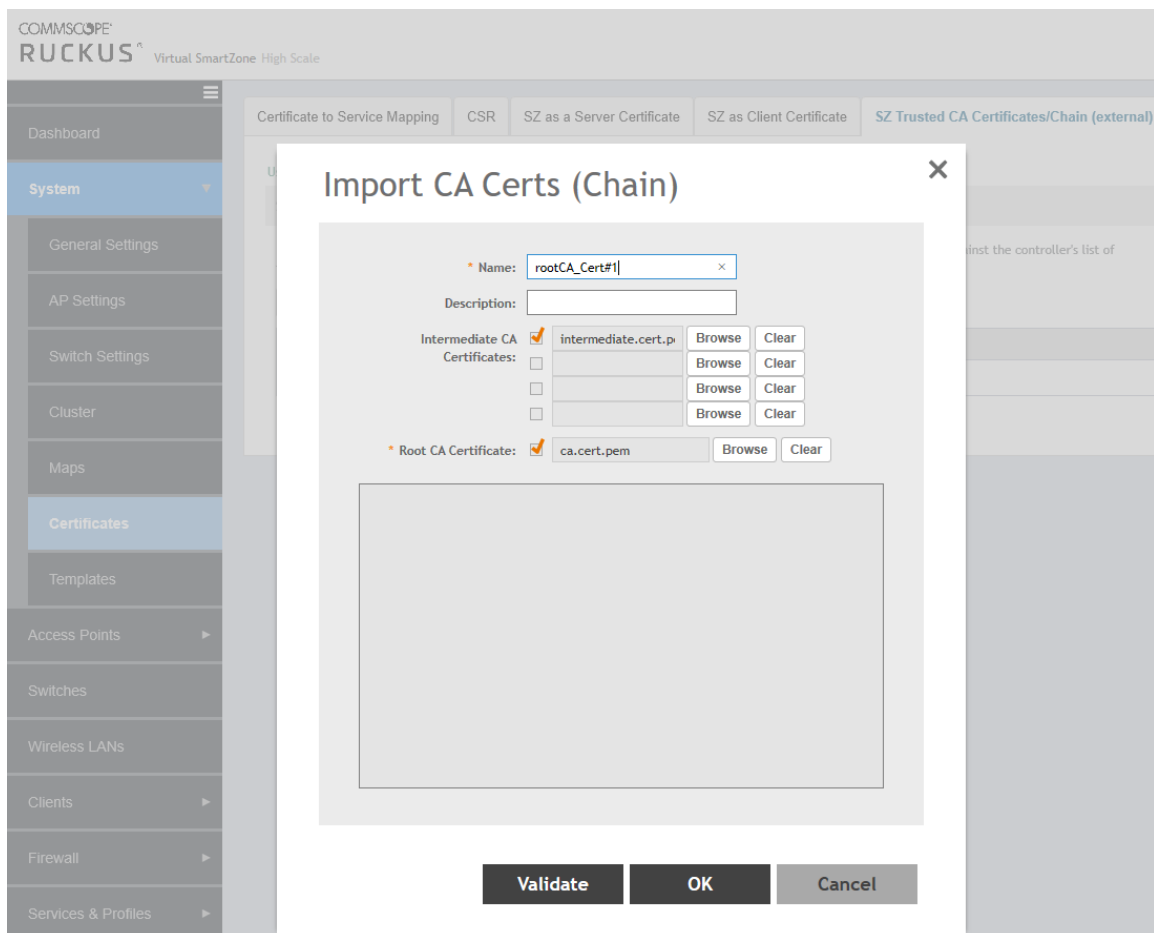 COMMSCOPE
RUCKUS Virtual SmartZone High Scale
Dashboard
System
General Settings
AP Settings
Switch Settings
Cluster
Maps
Certificates
Templates
Access Points
Switches
Wireless LANs
Clients
Firewall
Services & Profiles
Certificate to Service Mapping CSR SZ as a Server Certificate SZ as Client Certificate SZ Trusted CA Certificates/Chain (external)
inst the controller's list of
Import CA Certs (Chain)
* Name: rootCA_Cert#1
Description:
Intermediate CA intermediate.cert.p Browse Clear
Certificates: Browse Clear
Browse Clear
Browse Clear
* Root CA Certificate: ca.cert.pem Browse Clear
Validate OK Cancel